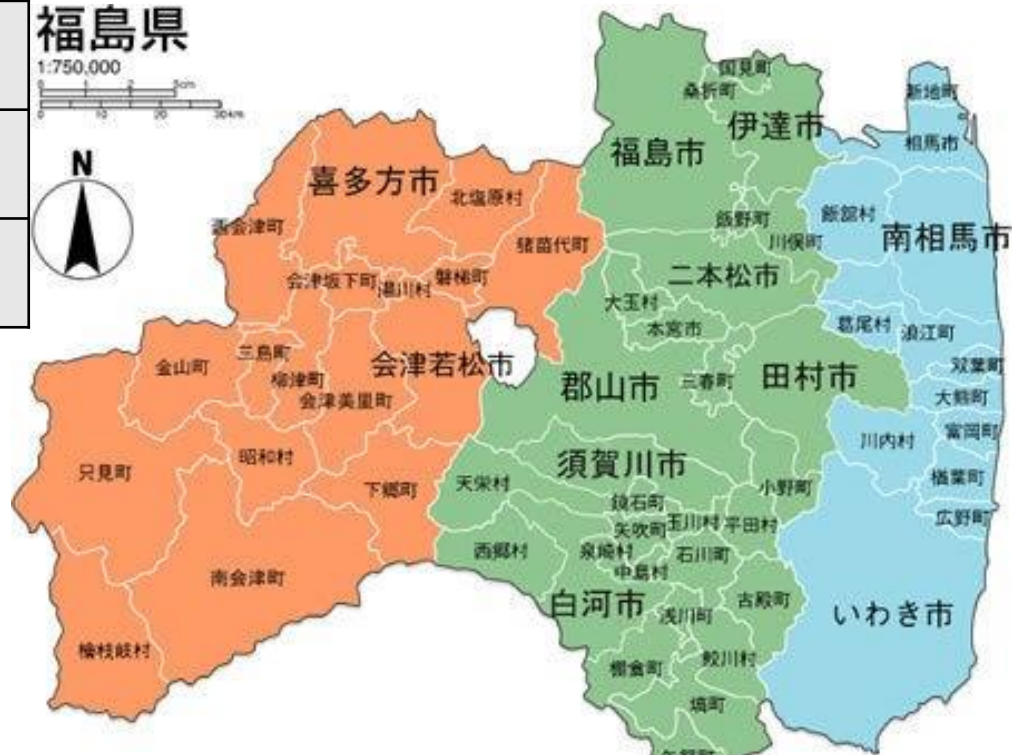 福島県
1:750,000
0 1 2 3cm
0 10 20 30km
N
国見町
桑折町
新地町
伊達市
相馬市
福島市
喜多方市
北塩原村
飯野町
飯舘村
西会津町
猪苗代町
川俣町
南相馬市
会津坂下町
湯川村
磐梯町
二本松市
大玉村
本宮市
葛尾村
浪江町
三島町
金山町
柳津町
会津若松市
双葉町
三春町
田村市
郡山市
大熊町
会津美里町
富岡町
川内村
昭和村
須賀川市
只見町
楢葉町
天栄村
下郷町
小野町
鏡石町
広野町
玉川村
平田村
矢吹町
西郷村
泉崎村
石川町
中島村
南会津町
白河市
古殿町
浅川町
いわき市
檜枝岐村
鮫川村
棚倉町
塙町